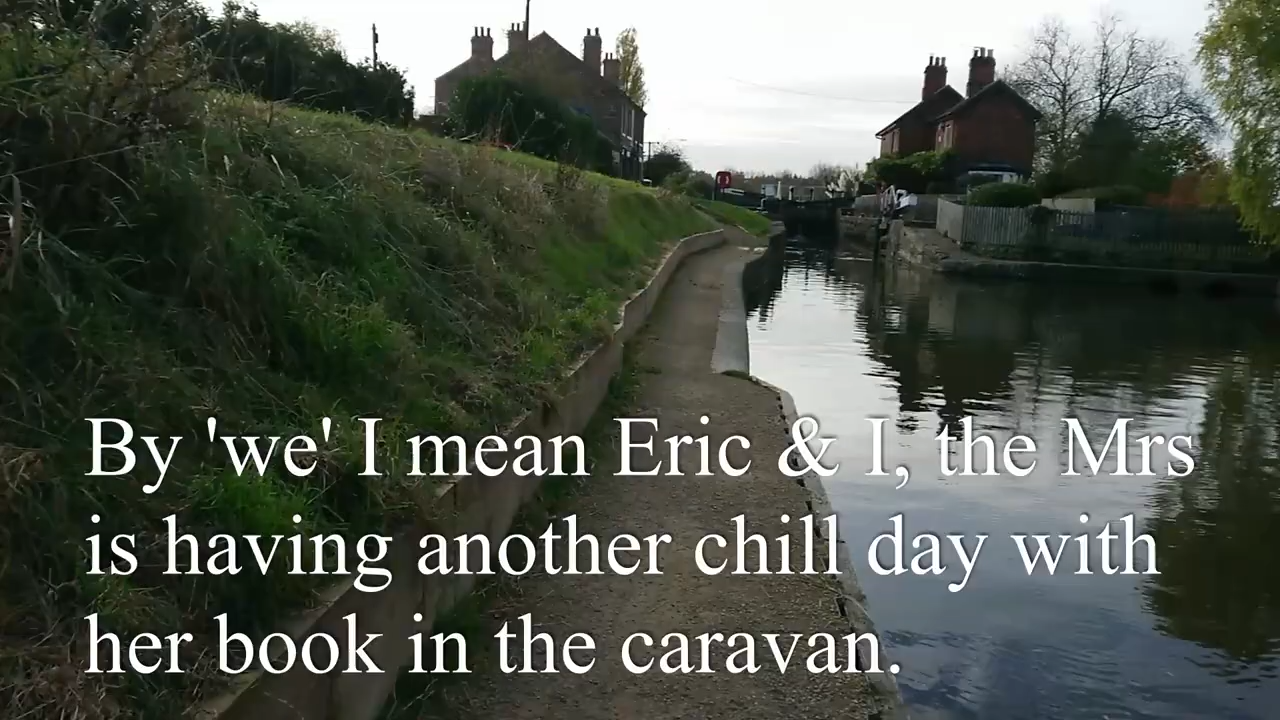 By 'we' I mean Eric & I, the Mrs
is having another chill day with
her book in the caravan.